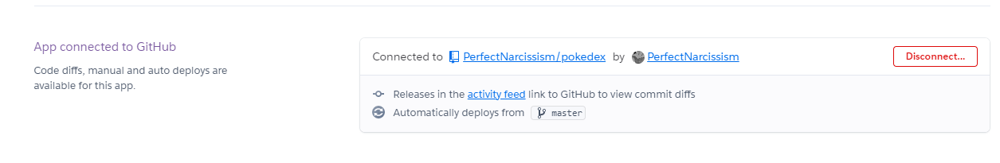 App connected to GitHub
Code diffs, manual and auto deploys are
available for this app.
Connected to PerfectNarcissism/pokedex by PerfectNarcissism
Disconnect...
Releases in the activity feed link to GitHub to view commit diffs
Automatically deploys from master